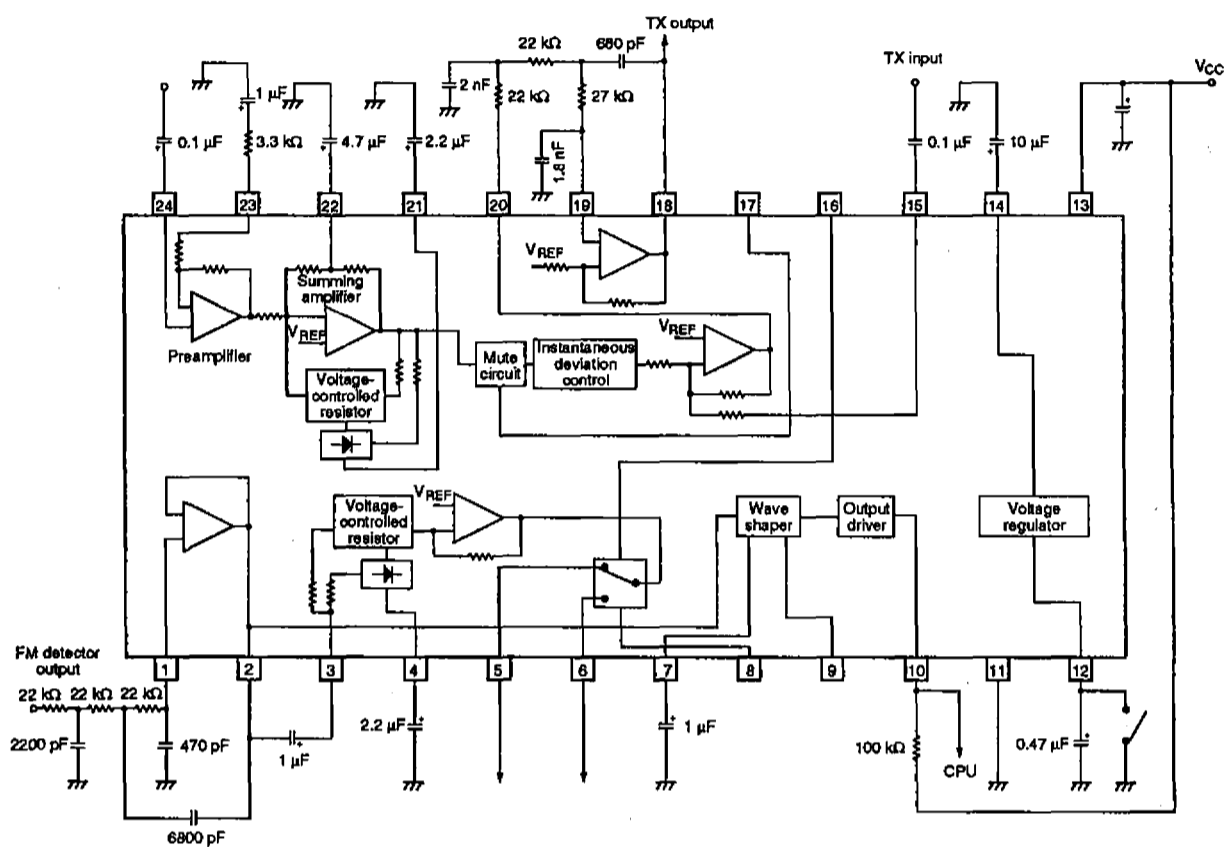 TX output
22 kΩ
680 pF
TX input
VCC
1 µF
2 nF
22 kΩ
27 kΩ
0.1 µF
3.3 kΩ
4.7 µF
2.2 µF
1.8 nF
0.1 µF
10 µF
24
23
22
21
20
19
18
17
16
15
14
13
VREF
Summing
amplifier
VREF
Preamplifier
VREF
Mute
circuit
Instantaneous
deviation
control
Voltage-
controlled
resistor
Voltage-
controlled
resistor
VREF
Wave
shaper
Output
driver
Voltage
regulator
FM detector
output
1
2
3
4
5
6
7
8
9
10
11
12
22 kΩ
22 kΩ
22 kΩ
2200 pF
470 pF
1 µF
2.2 µF
1 µF
100 kΩ
CPU
0.47 µF
6800 pF